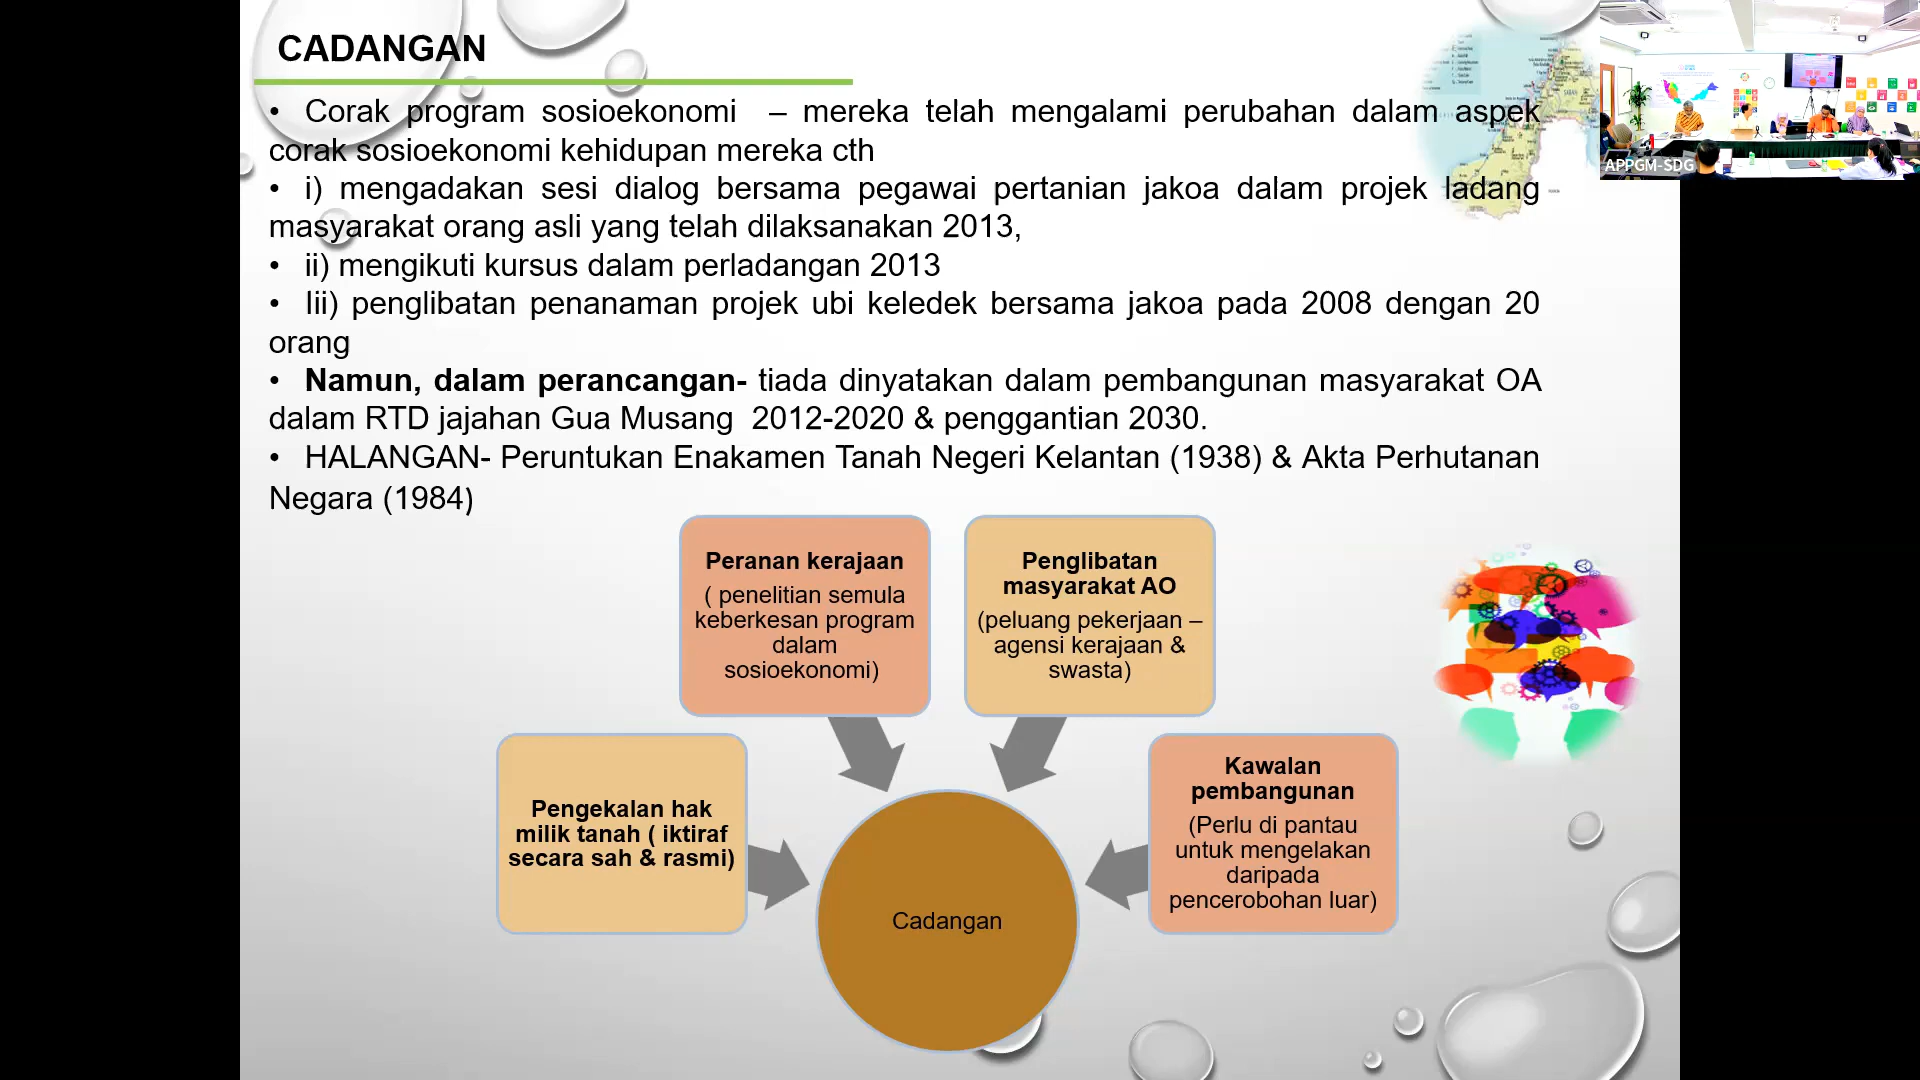 CADANGAN
• Corak program sosioekonomi – mereka telah mengalami perubahan dalam aspek
corak sosioekonomi kehidupan mereka cth
• i) mengadakan sesi dialog bersama pegawai pertanian jakoa dalam projek ladang
masyarakat orang asli yang telah dilaksanakan 2013,
• ii) mengikuti kursus dalam perladangan 2013
• Iii) penglibatan penanaman projek ubi keledek bersama jakoa pada 2008 dengan 20
orang
• Namun, dalam perancangan- tiada dinyatakan dalam pembangunan masyarakat OA
dalam RTD jajahan Gua Musang 2012-2020 & penggantian 2030.
• HALANGAN- Peruntukan Enakamen Tanah Negeri Kelantan (1938) & Akta Perhutanan
Negara (1984)
Peranan kerajaan
( penelitian semula
keberkesan program
dalam
sosioekonomi)
Penglibatan
masyarakat AO
(peluang pekerjaan –
agensi kerajaan &
swasta)
Pengekalan hak
milik tanah ( iktiraf
secara sah & rasmi)
Kawalan
pembangunan
(Perlu di pantau
untuk mengelakan
daripada
pencerobohan luar)
Cadangan
APPGM-SDG